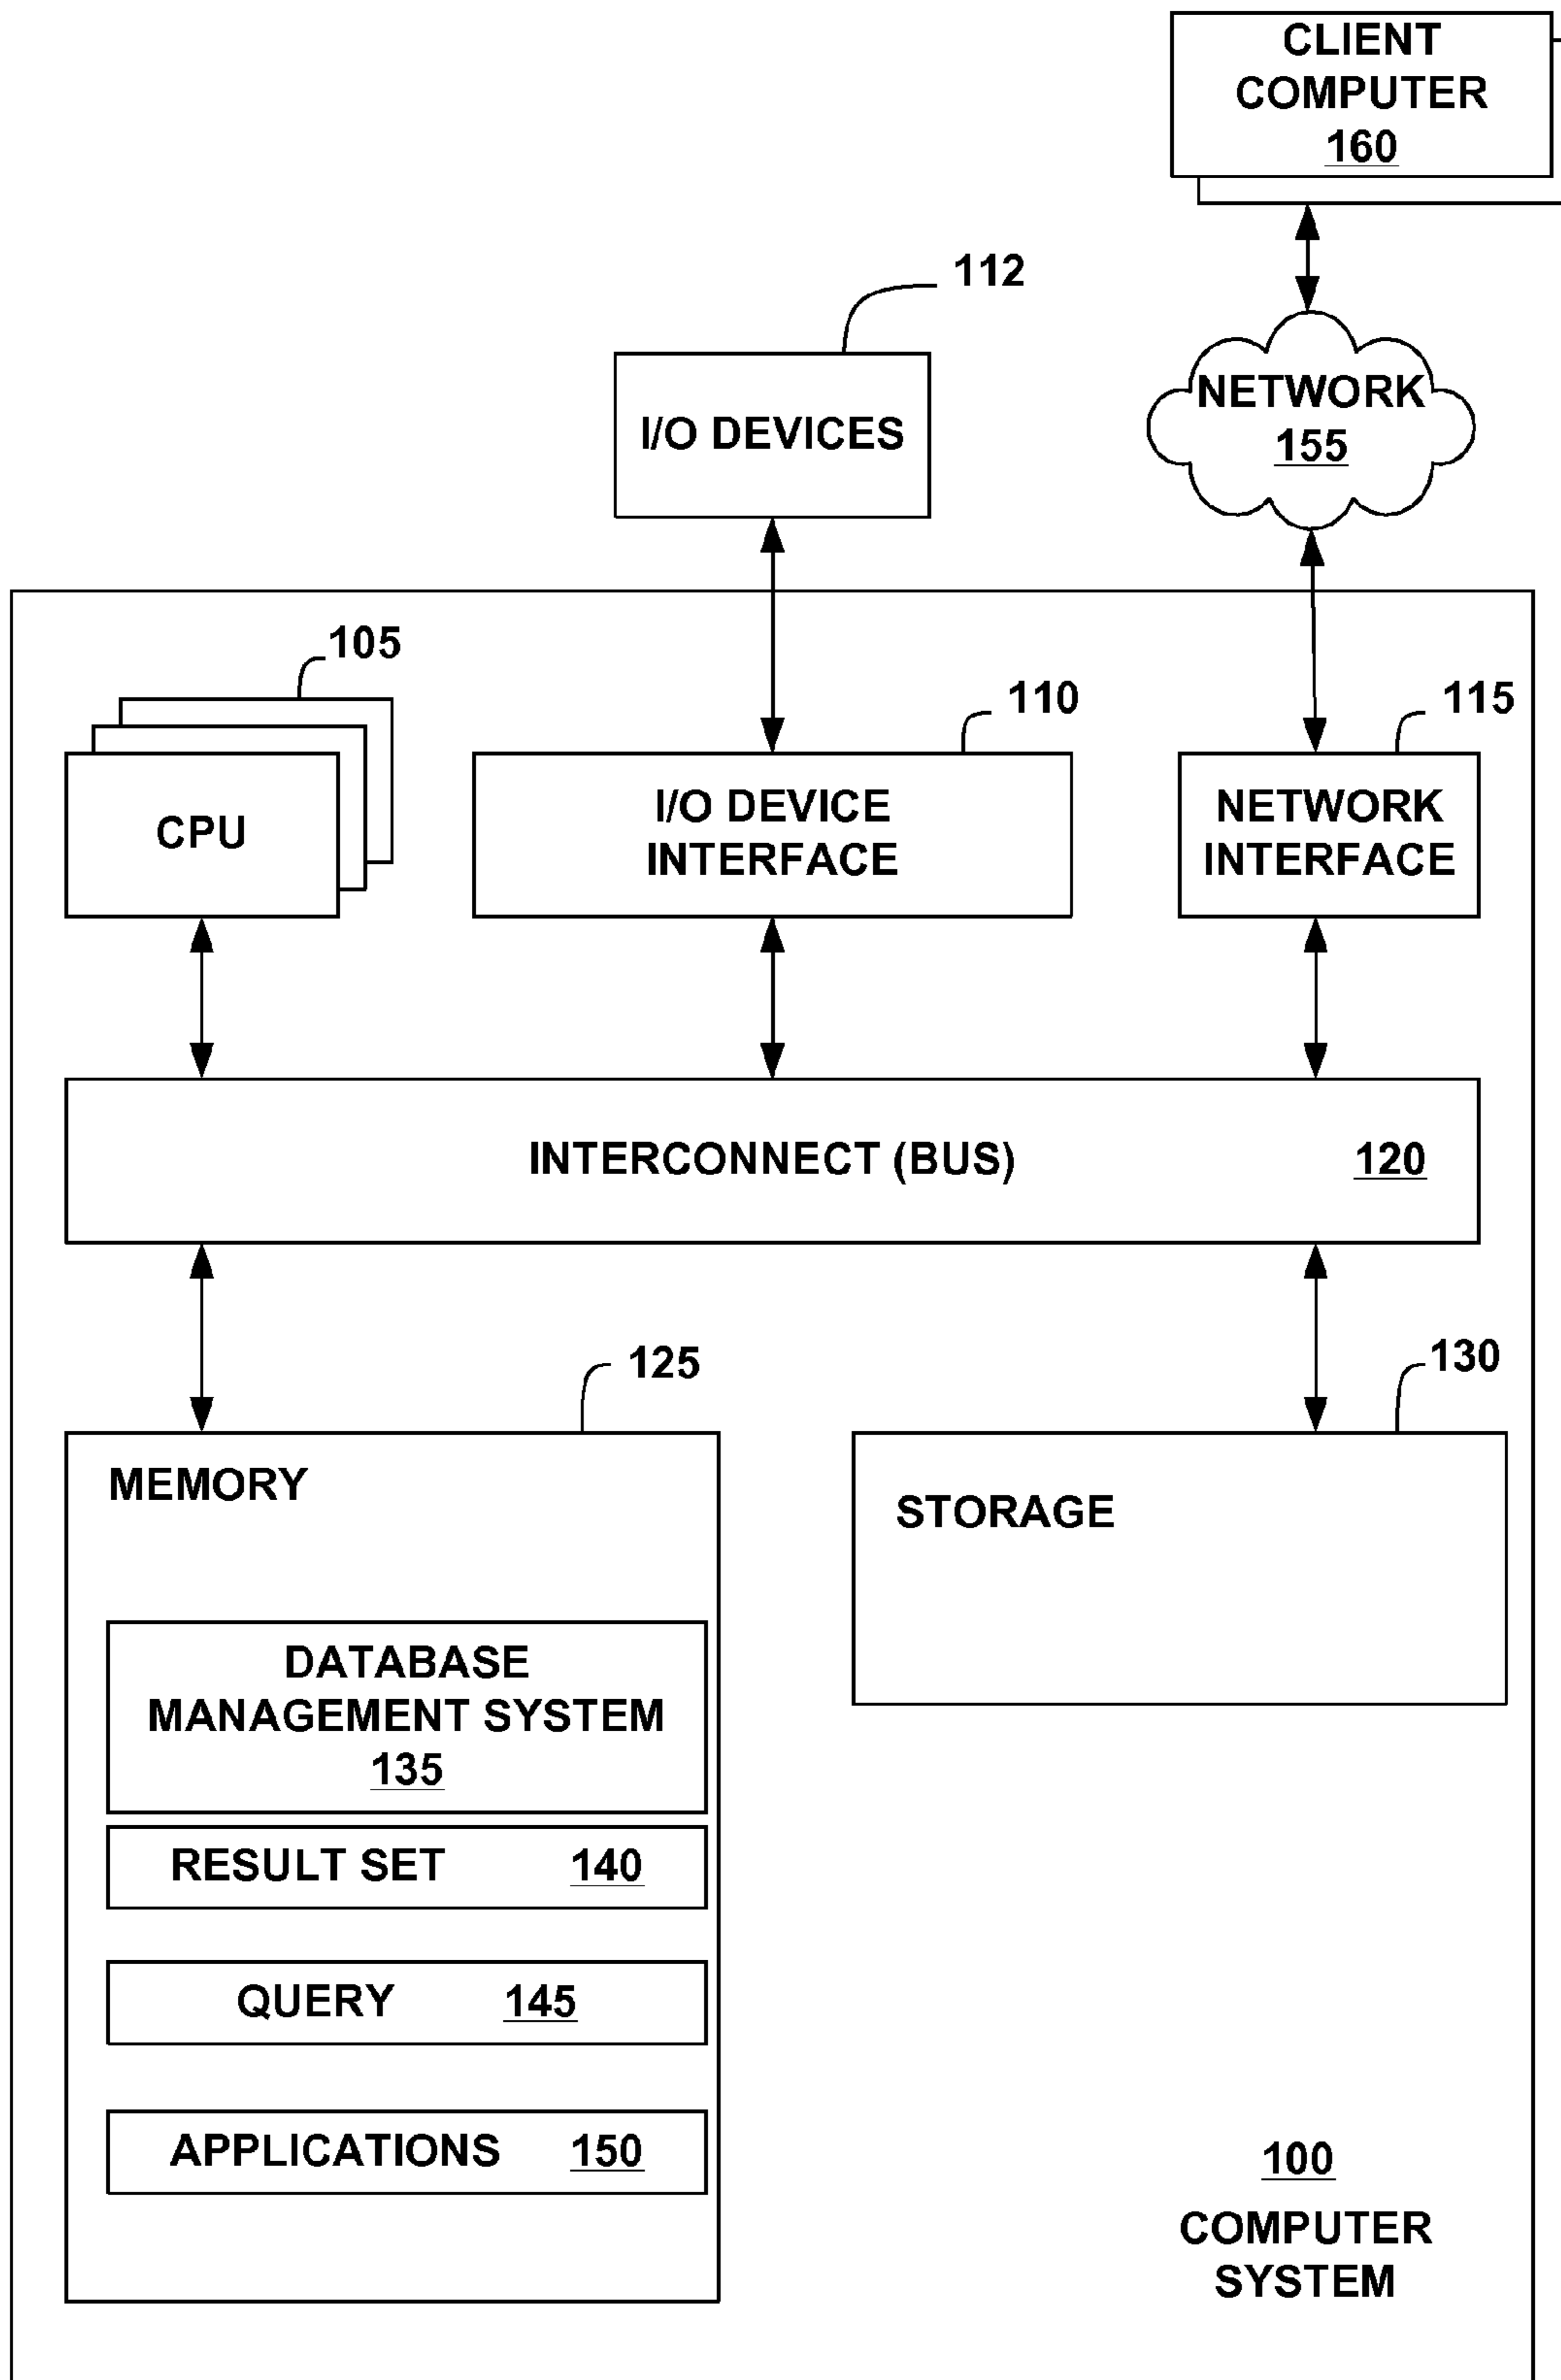 CLIENT
COMPUTER
160
112
I/O DEVICES
NETWORK
155
105
110
115
CPU
I/O DEVICE
INTERFACE
NETWORK
INTERFACE
INTERCONNECT (BUS) 120
125
130
MEMORY
STORAGE
DATABASE
MANAGEMENT SYSTEM
135
RESULT SET 140
QUERY 145
APPLICATIONS 150
100
COMPUTER
SYSTEM